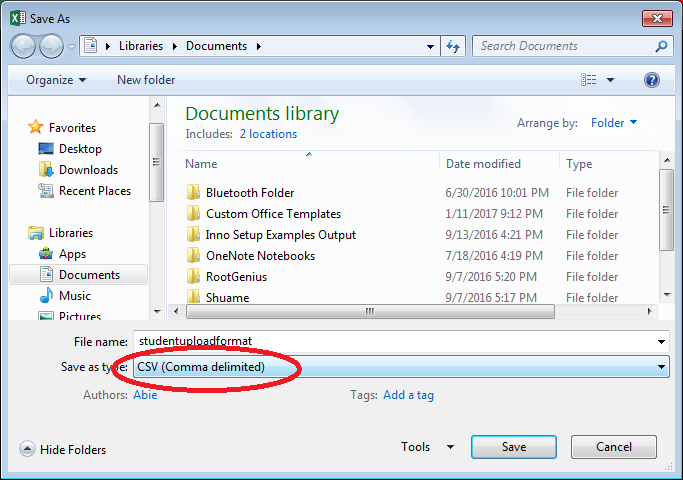 Save As
Libraries Documents
Search Documents
Organize New folder
Favorites
Desktop
Downloads
Recent Places
Libraries
Apps
Documents
Music
Pictures
Documents library
Includes: 2 locations
Arrange by: Folder
Name Date modified Type
Bluetooth Folder 6/30/2016 10:01 PM File folder
Custom Office Templates 1/11/2017 9:12 PM File folder
Inno Setup Examples Output 9/13/2016 4:21 PM File folder
OneNote Notebooks 7/18/2016 4:19 PM File folder
RootGenius 9/7/2016 5:20 PM File folder
Shuame 9/7/2016 5:17 PM File folder
File name: studentuploadformat
Save as type: CSV (Comma delimited)
Authors: Abie Tags: Add a tag
Hide Folders Tools Save Cancel